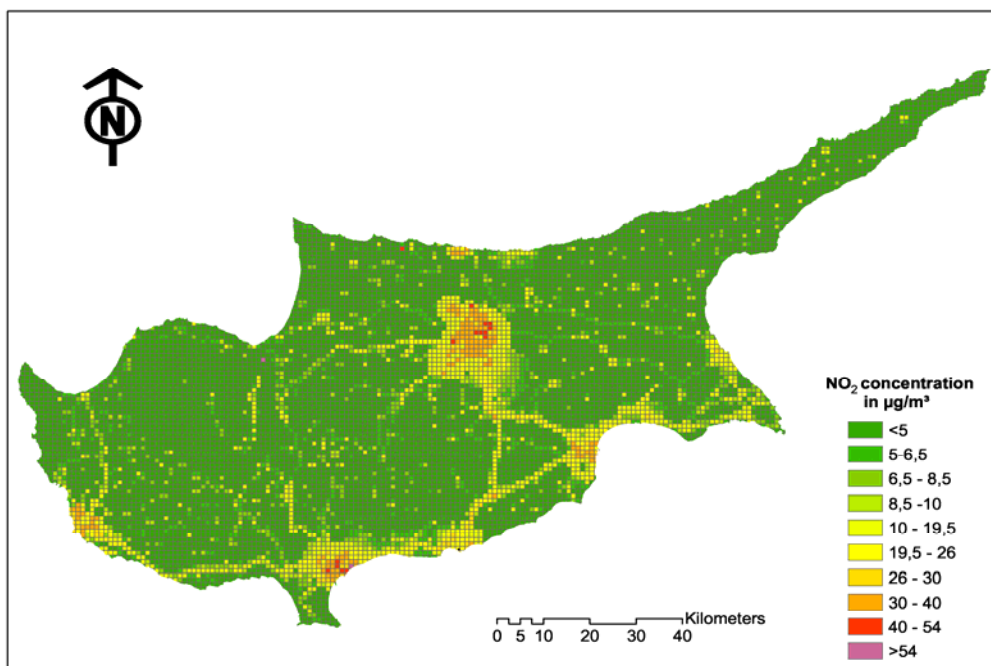 N
NO₂ concentration
in µg/m³
<5
5-6,5
6,5 - 8,5
8,5 -10
10 - 19,5
19,5 - 26
26 - 30
30 - 40
40 - 54
>54
Kilometers
0 5 10 20 30 40